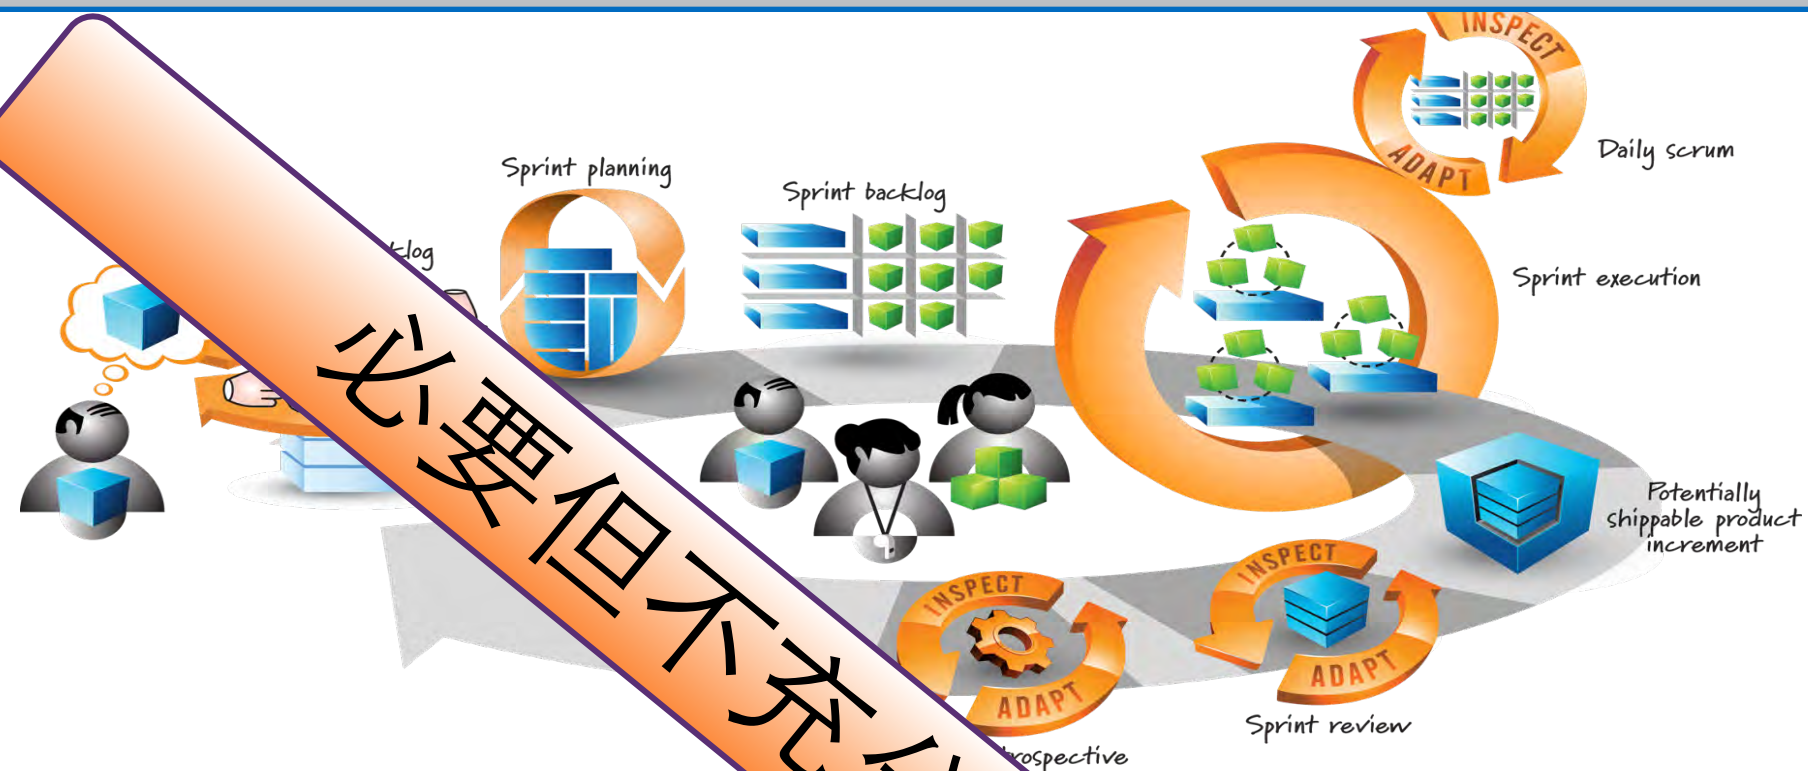 INSPECT
ADAPT
Daily scrum
Sprint planning
Sprint backlog
klog
Sprint execution
必要但不充分
Potentially
shippable product
increment
INSPECT
ADAPT
INSPECT
ADAPT
Sprint review
trospective